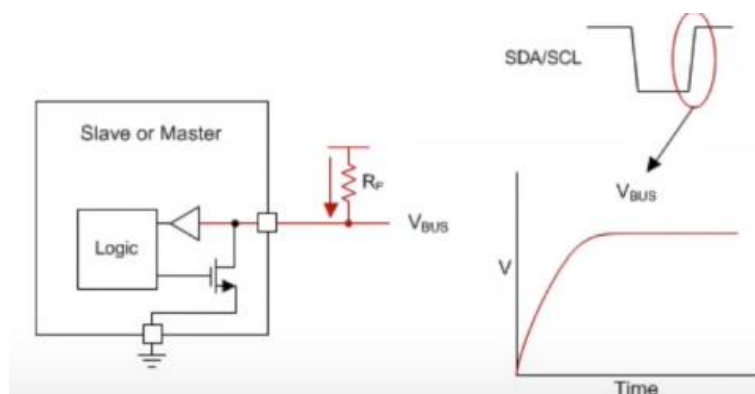 SDA/SCL
Slave or Master
RP
VBUS
Logic
VBUS
V
Time